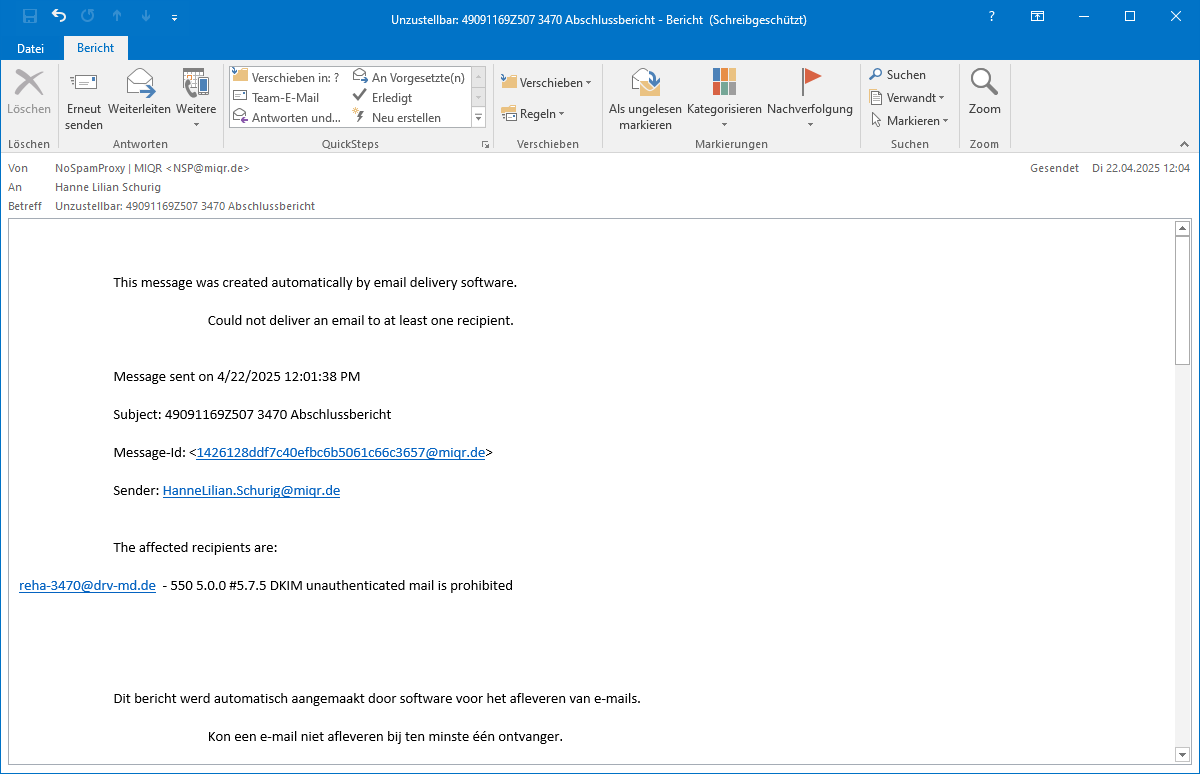 Unzustellbar: 49091169Z507 3470 Abschlussbericht - Bericht (Schreibgeschützt)
?
Datei Bericht
Löschen
Erneut senden
Weiterleiten
Weitere
Verschieben in: ?
An Vorgesetzte(n)
Team-E-Mail
Erledigt
Antworten und...
Neu erstellen
Verschieben
Regeln
Als ungelesen markieren
Kategorisieren
Nachverfolgung
Suchen
Verwandt
Markieren
Zoom
Löschen Antworten QuickSteps Verschieben Markierungen Suchen Zoom
Von NoSpamProxy | MIQR <NSP@miqr.de> Gesendet Di 22.04.2025 12:04
An Hanne Lilian Schurig
Betreff Unzustellbar: 49091169Z507 3470 Abschlussbericht
This message was created automatically by email delivery software.
Could not deliver an email to at least one recipient.
Message sent on 4/22/2025 12:01:38 PM
Subject: 49091169Z507 3470 Abschlussbericht
Message-Id: <1426128ddf7c40efbc6b5061c66c3657@miqr.de>
Sender: HanneLilian.Schurig@miqr.de
The affected recipients are:
reha-3470@drv-md.de - 550 5.0.0 #5.7.5 DKIM unauthenticated mail is prohibited
Dit bericht werd automatisch aangemaakt door software voor het afleveren van e-mails.
Kon een e-mail niet afleveren bij ten minste één ontvanger.